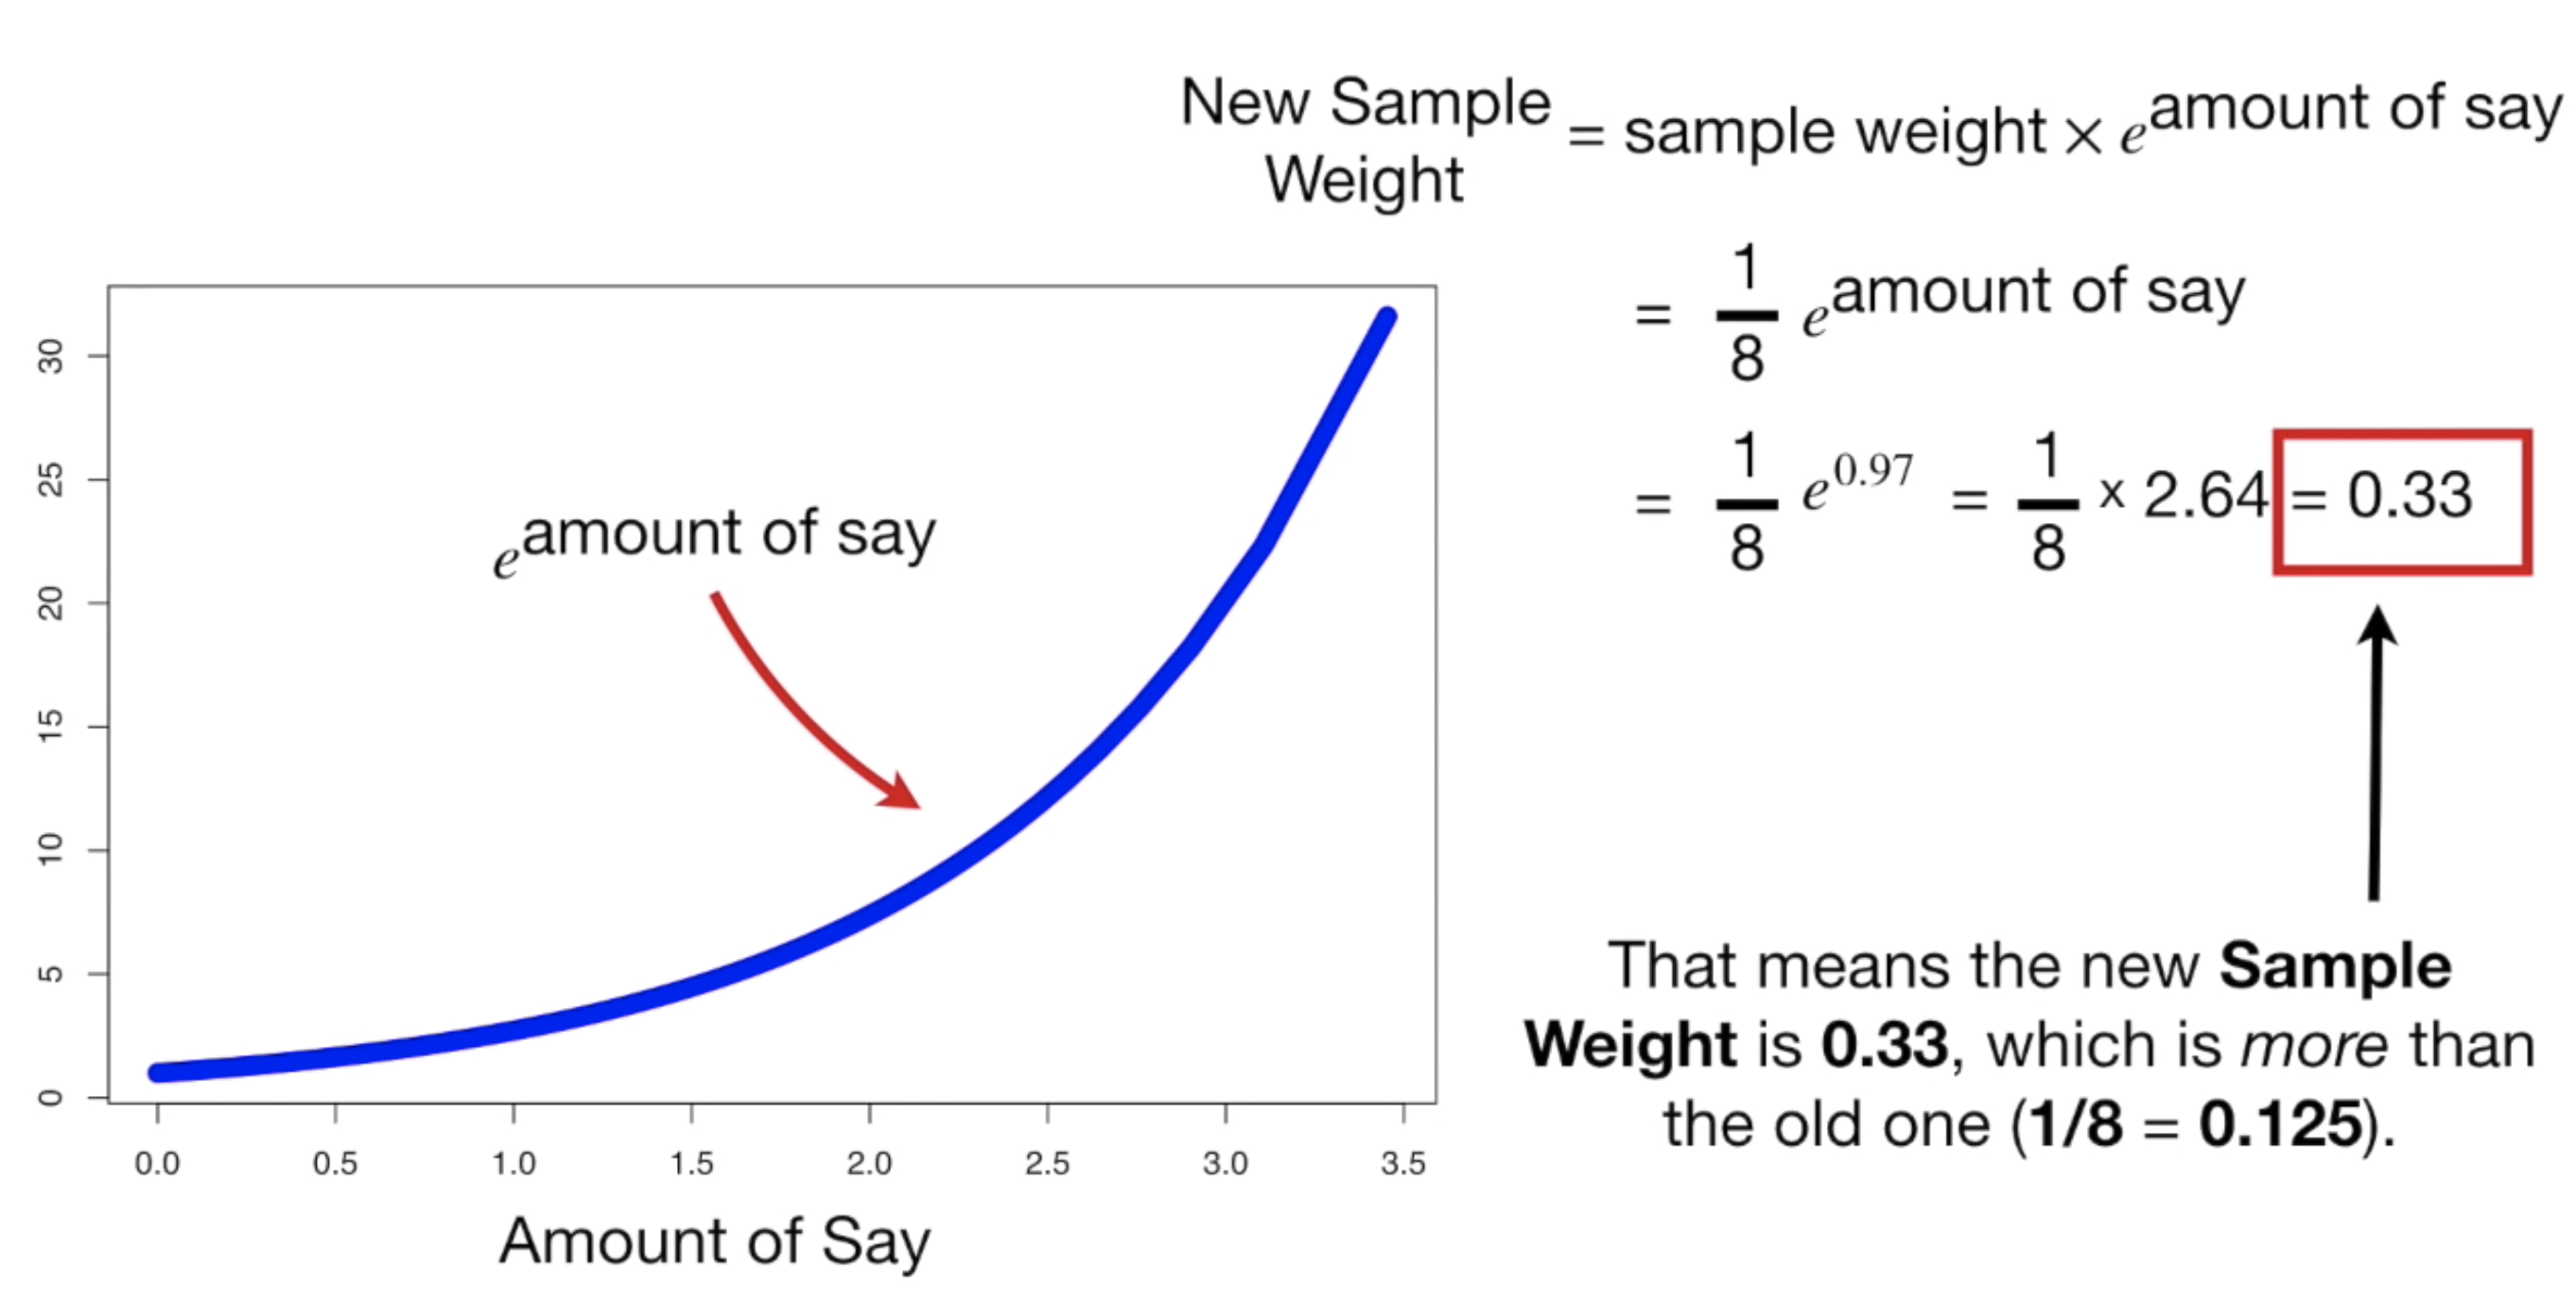 New Sample
Weight
= sample weight × e^amount of say
= 1/8 e^amount of say
= 1/8 e^0.97 = 1/8 x 2.64 = 0.33
e^amount of say
30
25
20
15
10
5
0
0.0 0.5 1.0 1.5 2.0 2.5 3.0 3.5
Amount of Say
That means the new Sample
Weight is 0.33, which is more than
the old one (1/8 = 0.125).